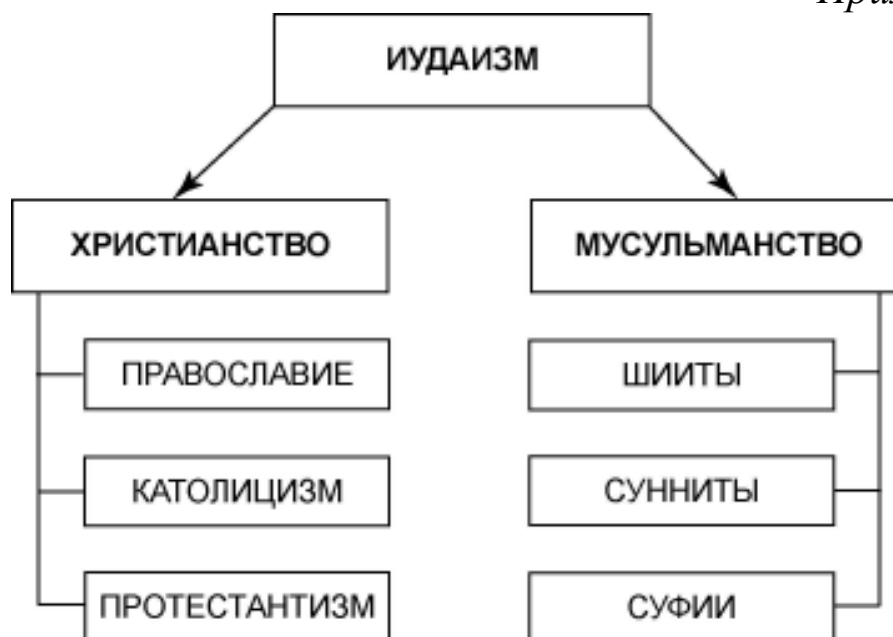 ИУДАИЗМ
ХРИСТИАНСТВО
МУСУЛЬМАНСТВО
ПРАВОСЛАВИЕ
ШИИТЫ
КАТОЛИЦИЗМ
СУННИТЫ
ПРОТЕСТАНТИЗМ
СУФИИ